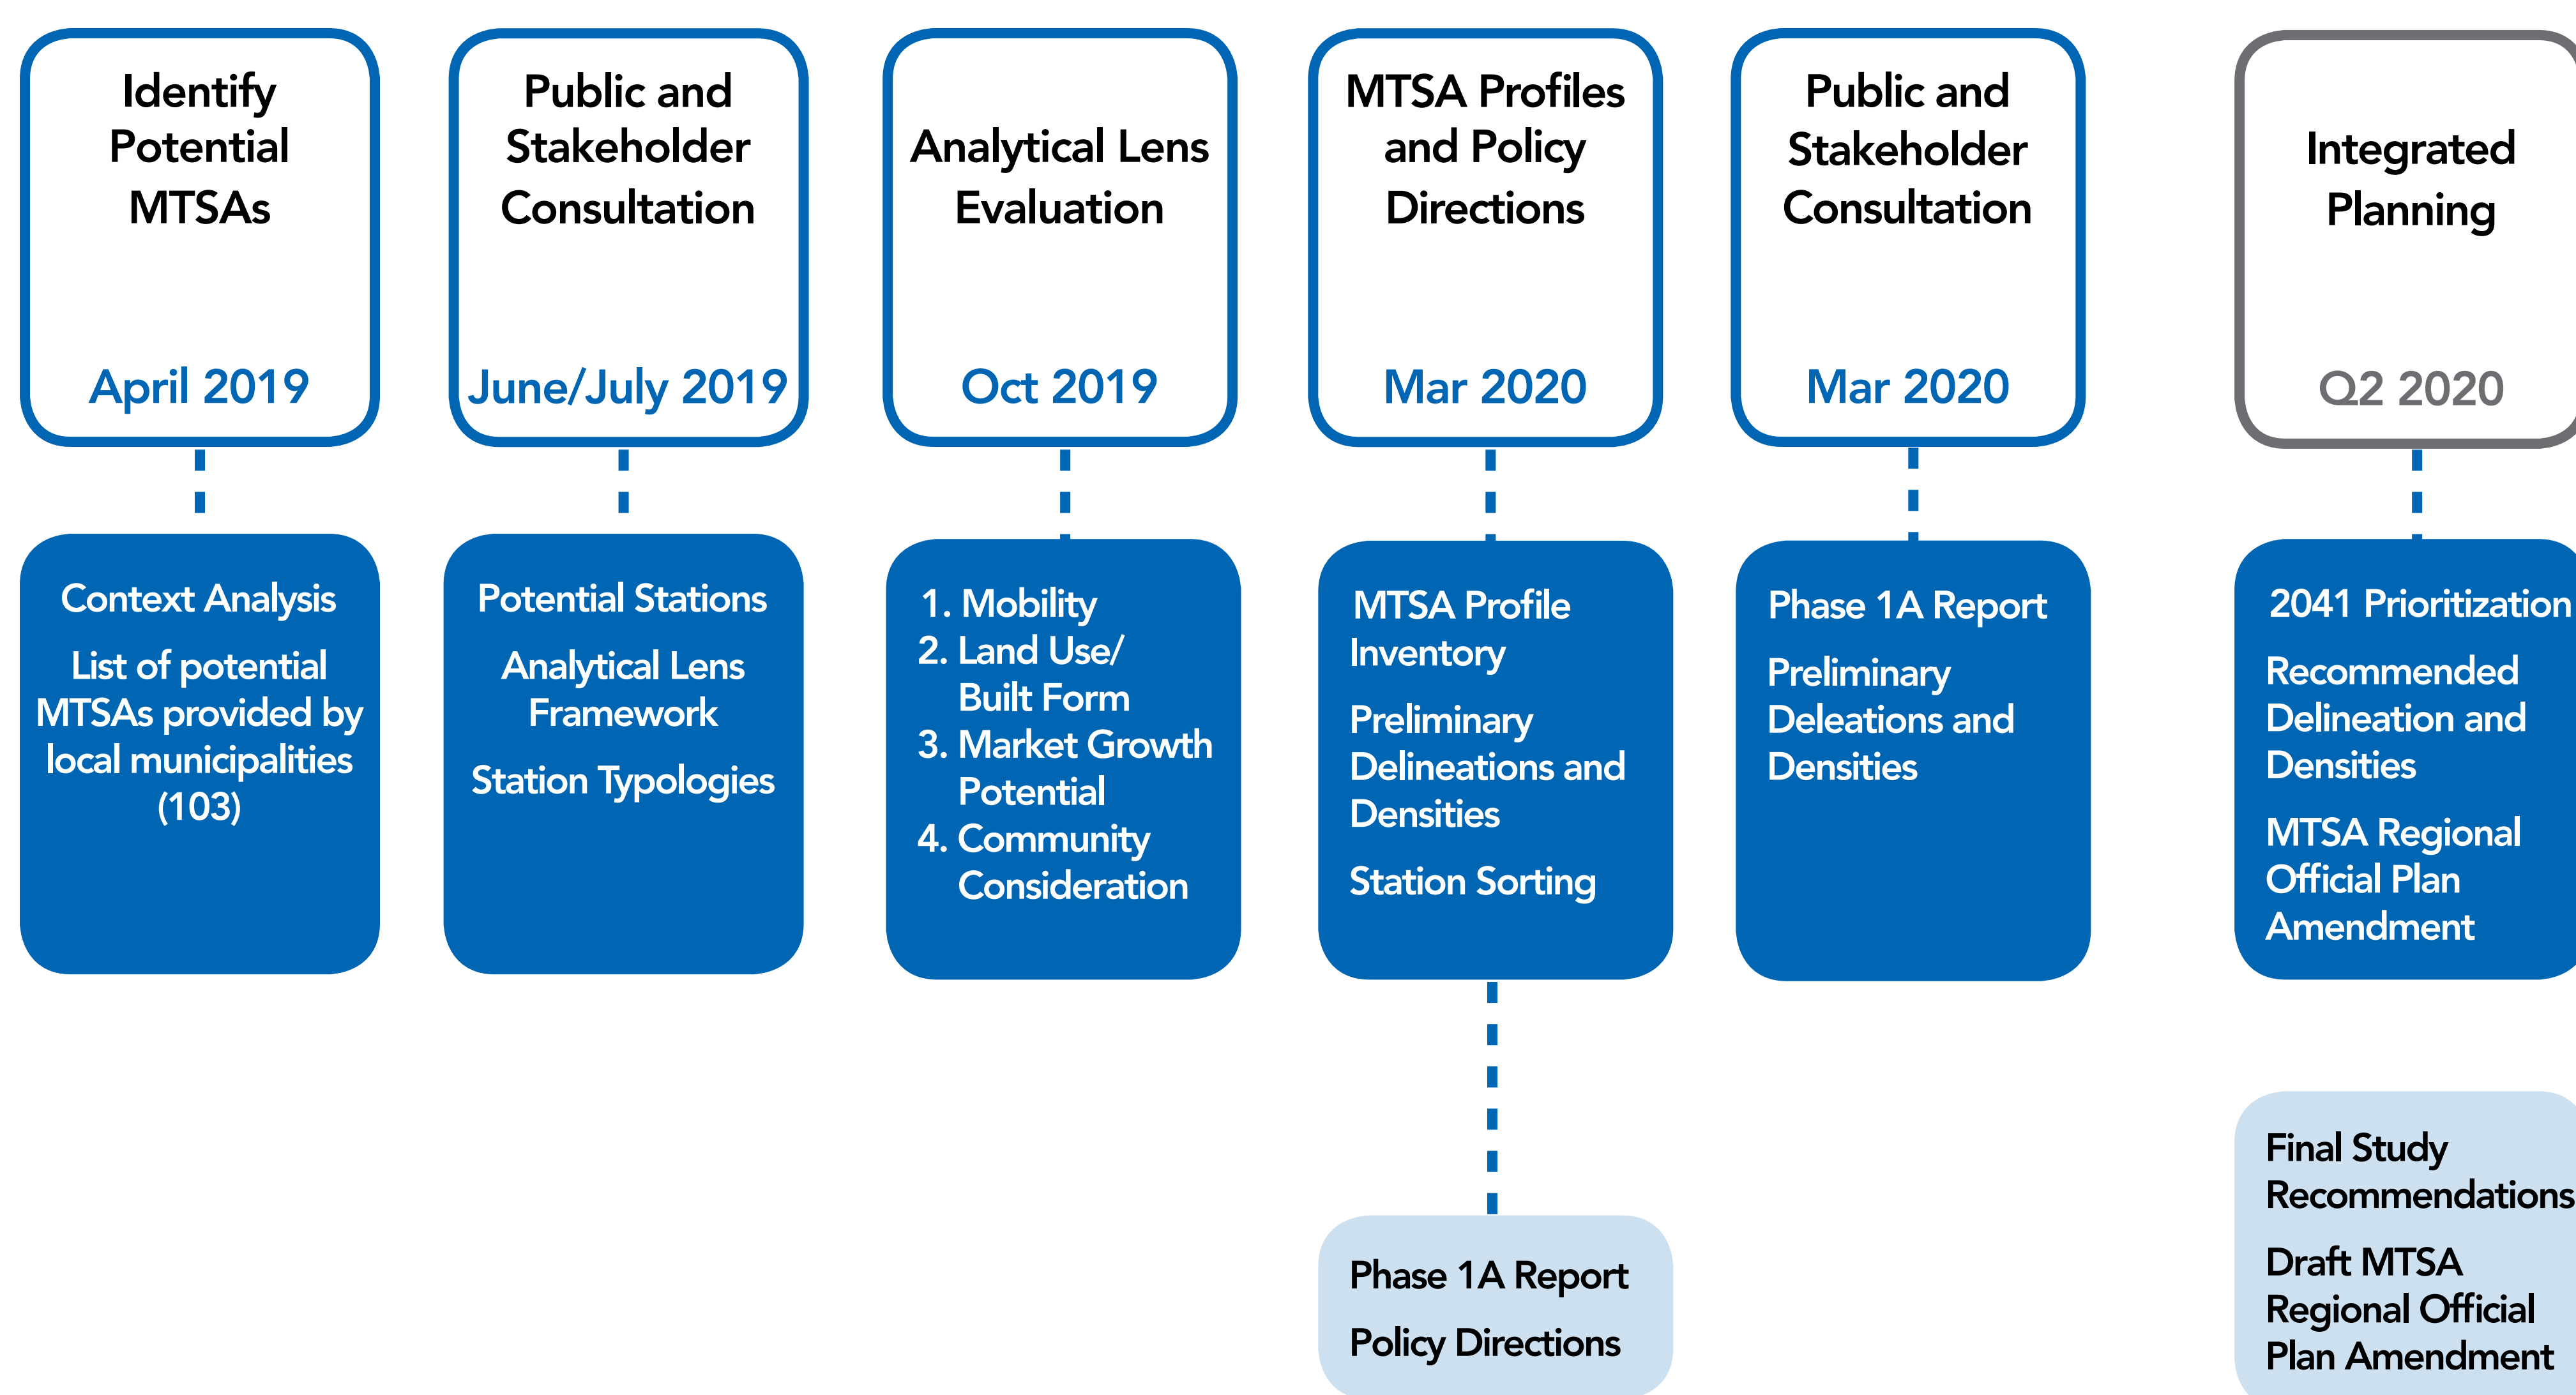 Identify
Potential
MTSAs
April 2019
Public and
Stakeholder
Consultation
June/July 2019
Analytical Lens
Evaluation
Oct 2019
MTSA Profiles
and Policy
Directions
Mar 2020
Public and
Stakeholder
Consultation
Mar 2020
Integrated
Planning
Q2 2020
Context Analysis
List of potential
MTSAs provided by
local municipalities
(103)
Potential Stations
Analytical Lens
Framework
Station Typologies
1. Mobility
2. Land Use/
Built Form
3. Market Growth
Potential
4. Community
Consideration
MTSA Profile
Inventory
Preliminary
Delineations and
Densities
Station Sorting
Phase 1A Report
Preliminary
Deleations and
Densities
2041 Prioritization
Recommended
Delineation and
Densities
MTSA Regional
Official Plan
Amendment
Phase 1A Report
Policy Directions
Final Study
Recommendations
Draft MTSA
Regional Official
Plan Amendment